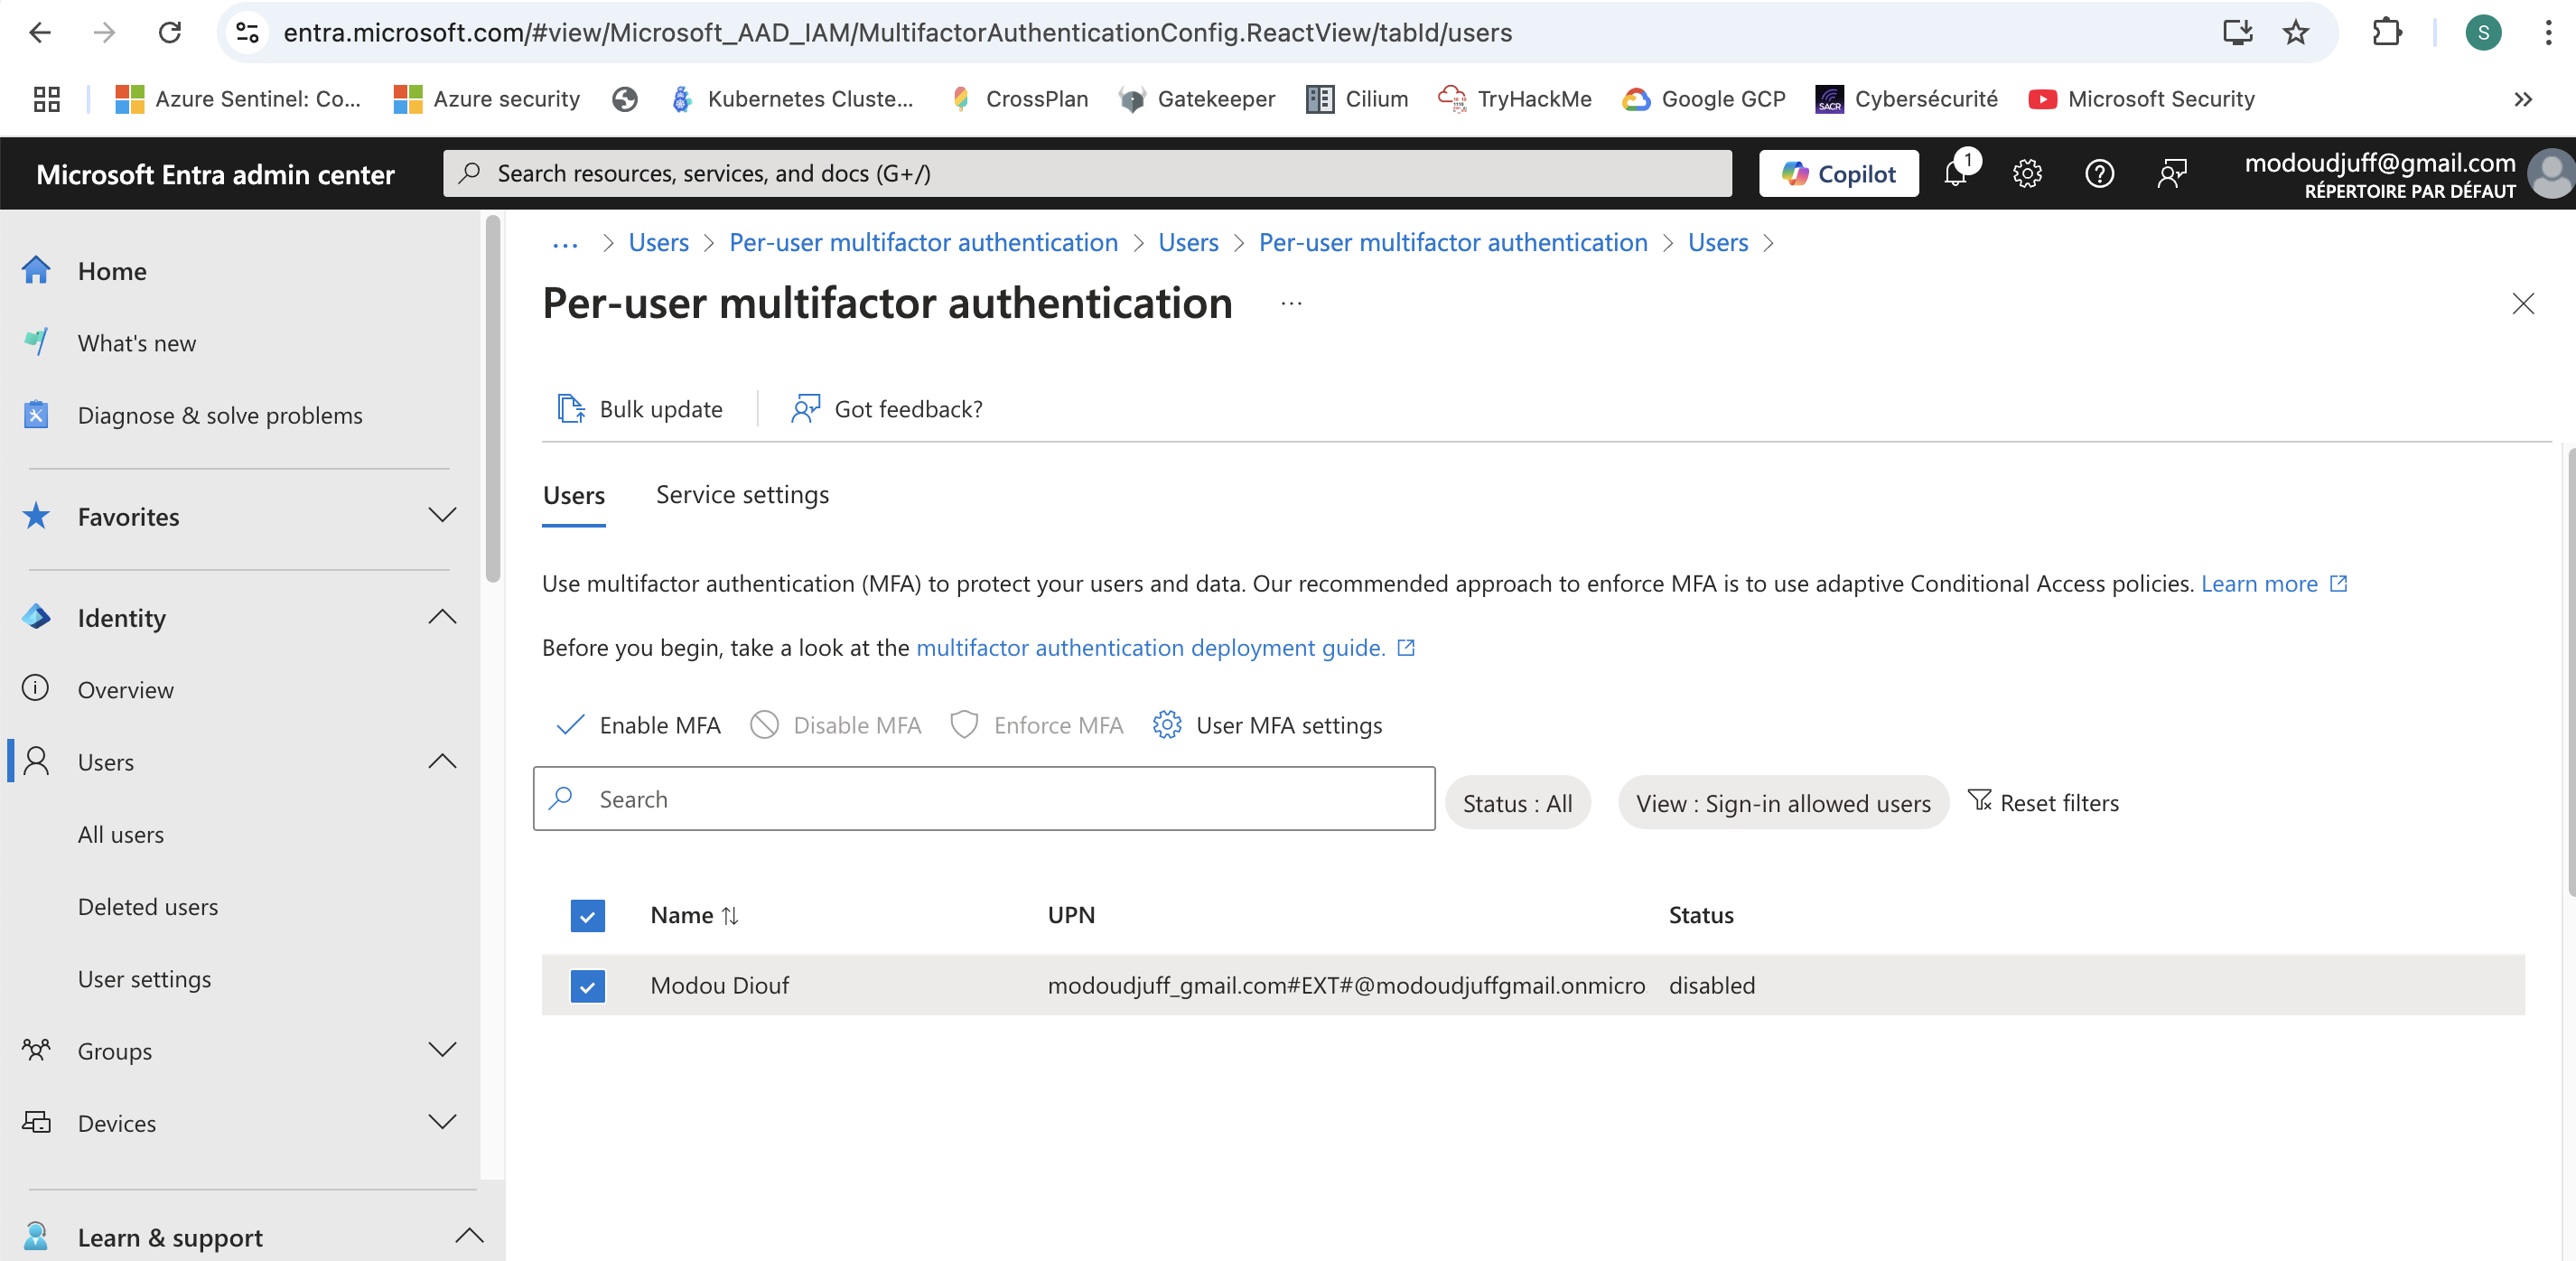 entra.microsoft.com/#view/Microsoft_AAD_IAM/MultifactorAuthenticationConfig.ReactView/tabId/users
S
Azure Sentinel: Co...
Azure security
Kubernetes Cluste...
CrossPlan
Gatekeeper
Cilium
TryHackMe
Google GCP
SACR
Cybersécurité
Microsoft Security
Microsoft Entra admin center
Search resources, services, and docs (G+/)
Copilot
1
modoudjuff@gmail.com
RÉPERTOIRE PAR DÉFAUT
Home
What's new
Diagnose & solve problems
Favorites
Identity
Overview
Users
All users
Deleted users
User settings
Groups
Devices
Learn & support
... > Users > Per-user multifactor authentication > Users > Per-user multifactor authentication > Users >
Per-user multifactor authentication ...
Bulk update
Got feedback?
Users
Service settings
Use multifactor authentication (MFA) to protect your users and data. Our recommended approach to enforce MFA is to use adaptive Conditional Access policies. Learn more
Before you begin, take a look at the multifactor authentication deployment guide.
Enable MFA
Disable MFA
Enforce MFA
User MFA settings
Search
Status : All
View : Sign-in allowed users
Reset filters
Name UPN Status
Modou Diouf modoudjuff_gmail.com#EXT#@modoudjuffgmail.onmicro disabled